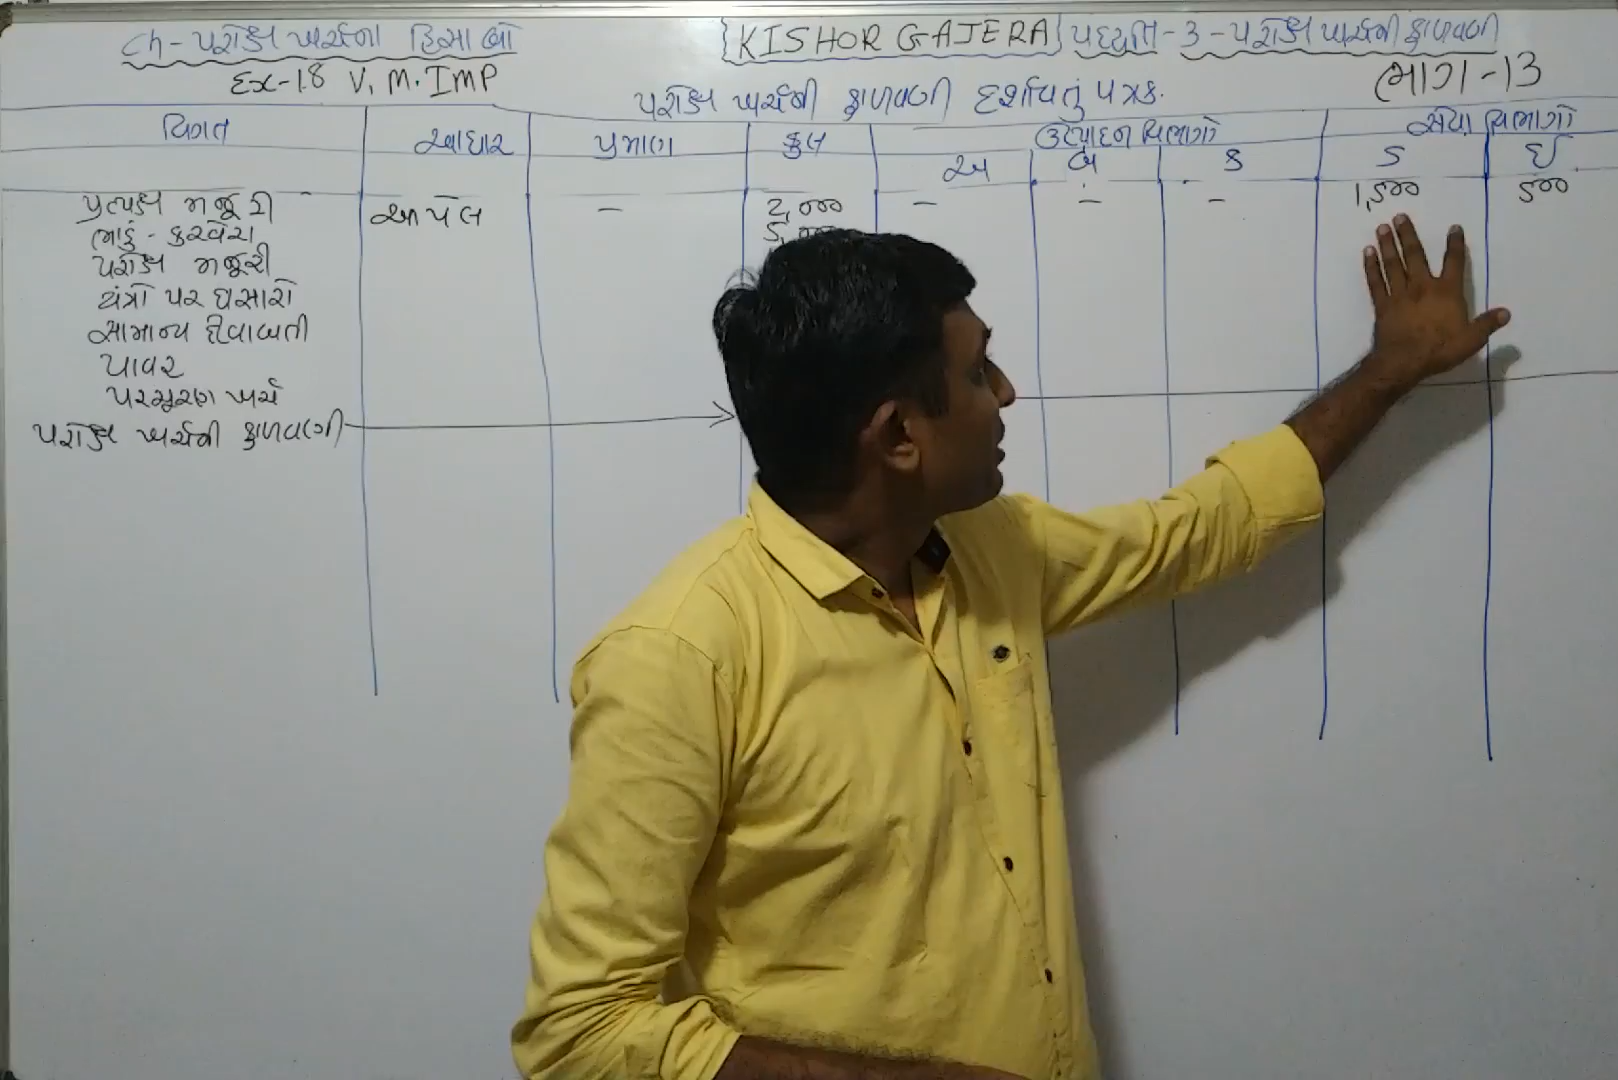 ch - પરોક્ષ ખર્ચના હિસાબો
{KISHOR GAJERA} પદ્ધતિ - 3 - પરોક્ષ ખર્ચની ફાળવણી
Ex-18 V. M. IMP
ભાગ - 13
પરોક્ષ ખર્ચની ફાળવણી દર્શાવતું પત્રક.
વિગત આધાર પ્રમાણ કુલ ઉત્પાદન વિભાગો સેવા વિભાગો
અ બ ક ડ ઈ
પ્રત્યક્ષ મજૂરી આપેલ - 2,000 - - - 1,500 500
ભાડું - કરવેરા
પરોક્ષ મજૂરી
યંત્રો પર ઘસારો
સામાન્ય દીવાબતી
પાવર
પરચૂરણ ખર્ચ
પરોક્ષ ખર્ચની ફાળવણી